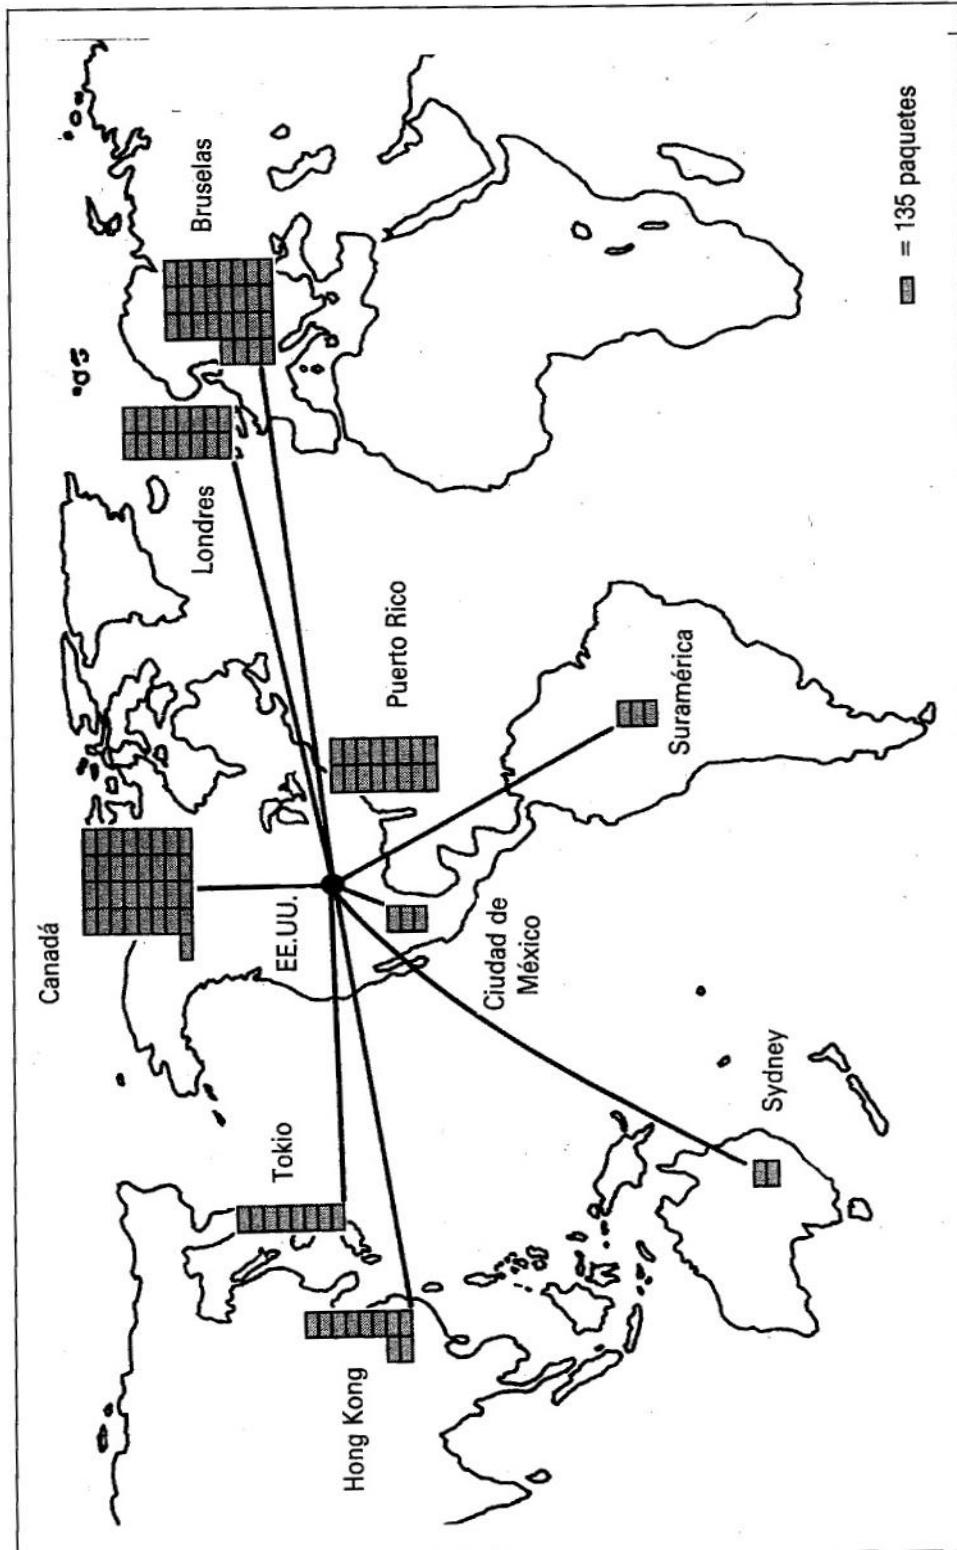 Canadá
Bruselas
Londres
Tokio
EE.UU.
Hong Kong
Puerto Rico
Ciudad de
México
Suramérica
Sydney
= 135 paquetes